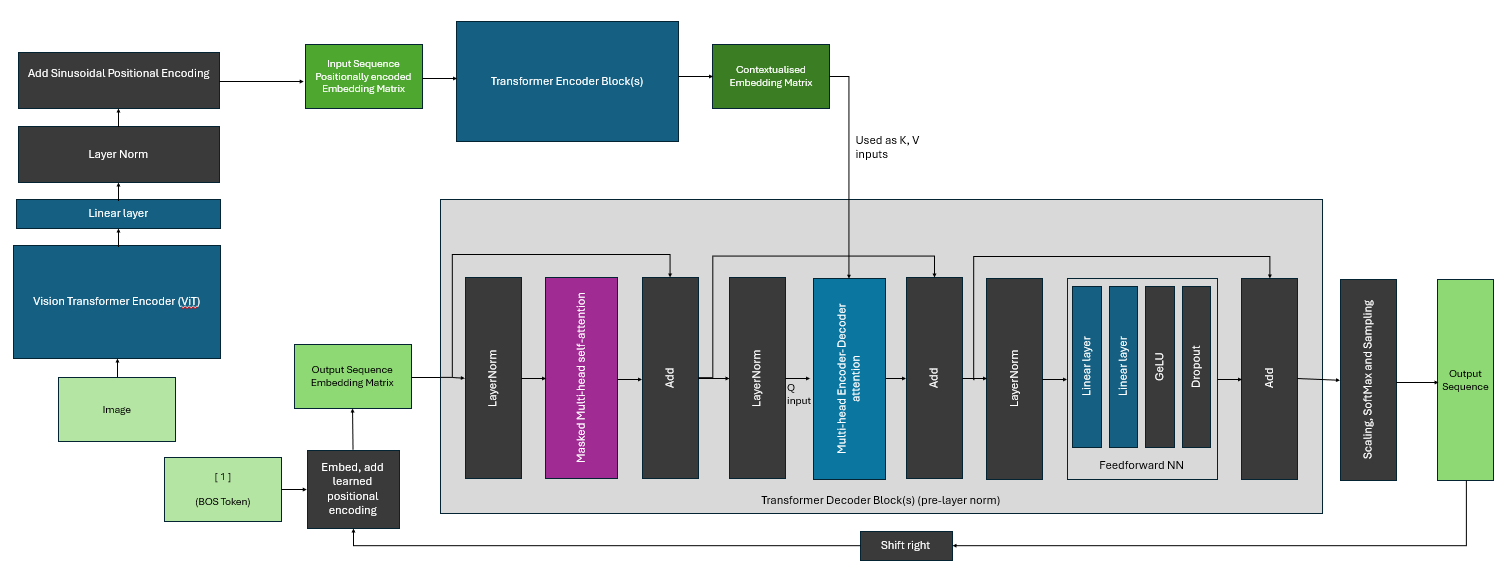 Add Sinusoidal Positional Encoding
Input Sequence
Positionally encoded
Embedding Matrix
Transformer Encoder Block(s)
Contextualised
Embedding Matrix
Used as K, V
inputs
Layer Norm
Linear layer
Vision Transformer Encoder (ViT)
Image
[ 1 ]
(BOS Token)
Embed, add
learned
positional
encoding
Output Sequence
Embedding Matrix
LayerNorm
Masked Multi-head self-attention
Add
LayerNorm
Q
input
Multi-head Encoder-Decoder
attention
Add
LayerNorm
Linear layer
Linear layer
GeLU
Dropout
Feedforward NN
Add
Transformer Decoder Block(s) (pre-layer norm)
Scaling, SoftMax and Sampling
Output
Sequence
Shift right